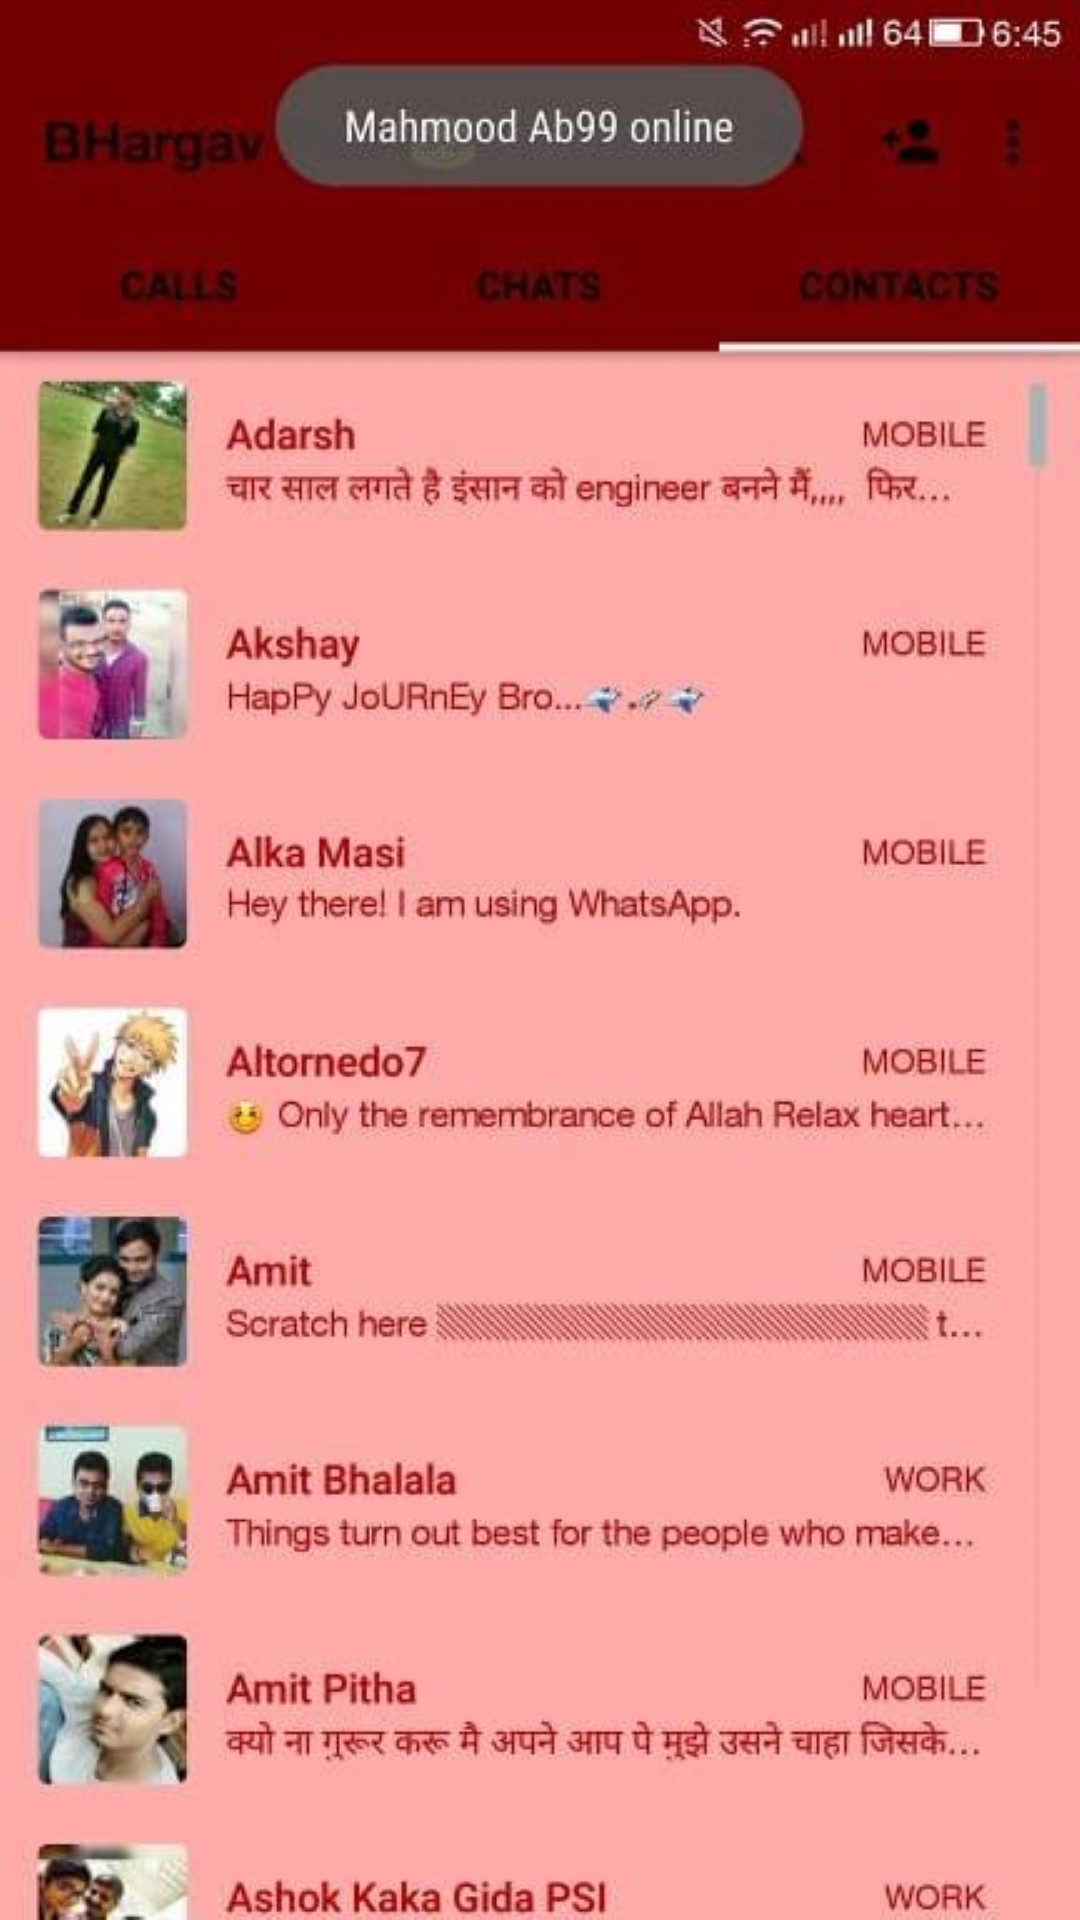 64 6:45
Mahmood Ab99 online
BHargav
CALLS CHATS CONTACTS
Adarsh MOBILE
चार साल लगते है इंसान को engineer बनने मैं,,,, फिर...
Akshay MOBILE
HapPy JoURnEy Bro...
Alka Masi MOBILE
Hey there! I am using WhatsApp.
Altornedo7 MOBILE
Only the remembrance of Allah Relax heart...
Amit MOBILE
Scratch here ▨▨▨▨▨▨▨▨▨▨▨▨ t...
Amit Bhalala WORK
Things turn out best for the people who make...
Amit Pitha MOBILE
क्यो ना गुरूर करू मै अपने आप पे मुझे उसने चाहा जिसके...
Ashok Kaka Gida PSI WORK